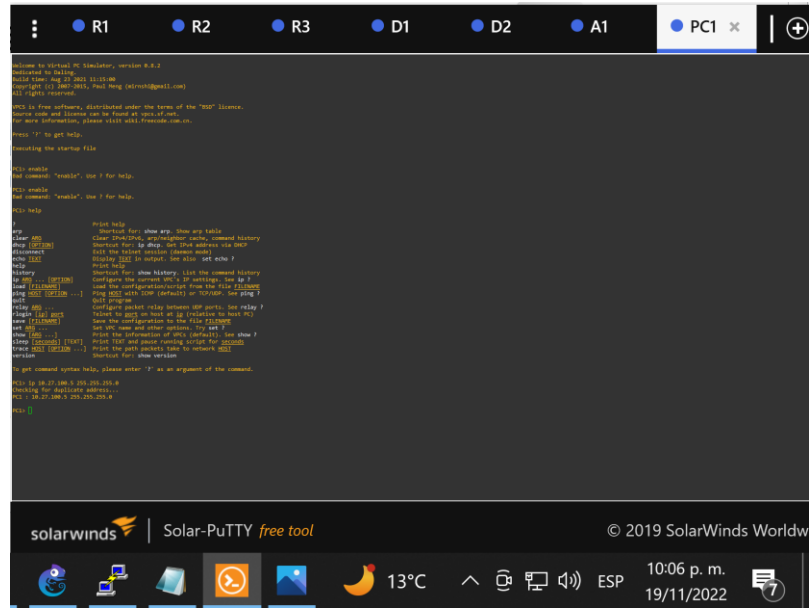 R1 R2 R3 D1 D2 A1 PC1 ×
Welcome to Virtual PC Simulator, version 0.8.2
Dedicated to Daling.
Build time: Aug 23 2021 11:15:00
Copyright (c) 2007-2015, Paul Meng (mirnshi@gmail.com)
All rights reserved.
VPCS is free software, distributed under the terms of the "BSD" licence.
Source code and license can be found at vpcs.sf.net.
For more information, please visit wiki.freecode.com.cn.
Press '?' to get help.
Executing the startup file
PC1> enable
Bad command: "enable". Use ? for help.
PC1> enable
Bad command: "enable". Use ? for help.
PC1> help
? Print help
arp Shortcut for: show arp. Show arp table
clear ARG Clear IPv4/IPv6, arp/neighbor cache, command history
dhcp [OPTION] Shortcut for: ip dhcp. Get IPv4 address via DHCP
disconnect Exit the telnet session (daemon mode)
echo TEXT Display TEXT in output. See also set echo ?
help Print help
history Shortcut for: show history. List the command history
ip ARG ... [OPTION] Configure the current VPC's IP settings. See ip ?
load [FILENAME] Load the configuration/script from the file FILENAME
ping HOST [OPTION ...] Ping HOST with ICMP (default) or TCP/UDP. See ping ?
quit Quit program
relay ARG ... Configure packet relay between UDP ports. See relay ?
rlogin [ip] port Telnet to port on host at ip (relative to host PC)
save [FILENAME] Save the configuration to the file FILENAME
set ARG ... Set VPC name and other options. Try set ?
show [ARG ...] Print the information of VPCs (default). See show ?
sleep [seconds] [TEXT] Print TEXT and pause running script for seconds
trace HOST [OPTION ...] Print the path packets take to network HOST
version Shortcut for: show version
To get command syntax help, please enter '?' as an argument of the command.
PC1> ip 10.27.100.5 255.255.255.0
Checking for duplicate address...
PC1 : 10.27.100.5 255.255.255.0
PC1>
solarwinds Solar-PuTTY free tool © 2019 SolarWinds Worldw
13°C ESP 10:06 p. m.
19/11/2022
7